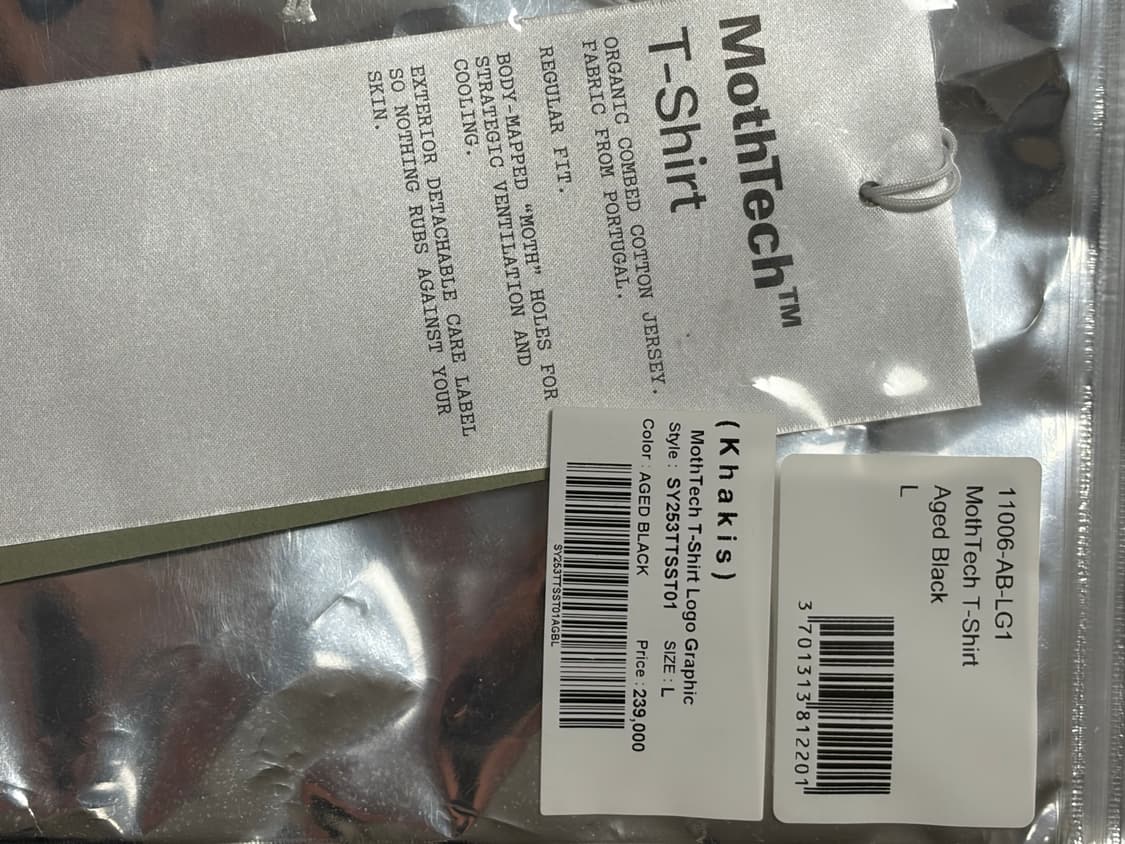 MothTech™
T-Shirt
ORGANIC COMBED COTTON JERSEY.
FABRIC FROM PORTUGAL.
REGULAR FIT.
BODY-MAPPED “MOTH” HOLES FOR
STRATEGIC VENTILATION AND
COOLING.
EXTERIOR DETACHABLE CARE LABEL
SO NOTHING RUBS AGAINST YOUR
SKIN.
11006-AB-LG1
MothTech T-Shirt
Aged Black
L
3 701313 812201
(Khakis)
MothTech T-Shirt Logo Graphic
Style : SY253TTSST01 SIZE : L
Color : AGED BLACK Price : 239,000
SY253TTSST01AGBL